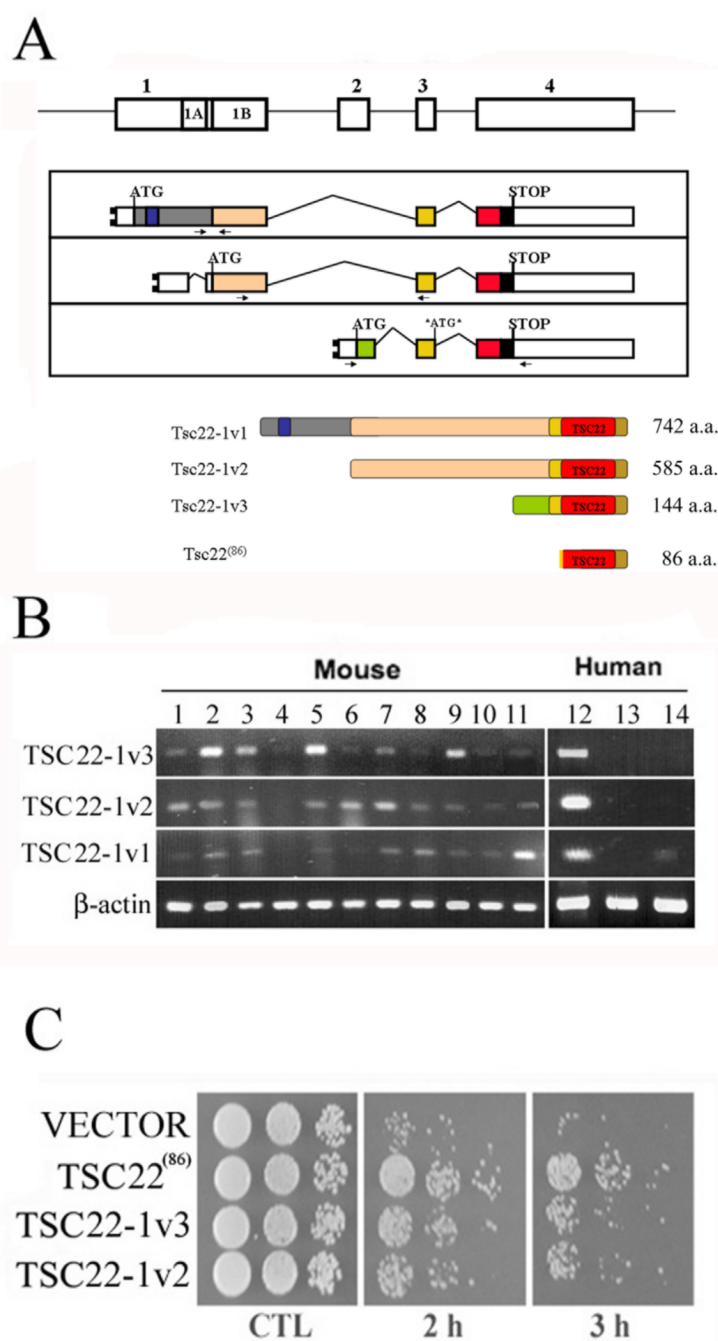 A
1 2 3 4
1A 1B
ATG STOP
ATG STOP
ATG *ATG* STOP
Tsc22-1v1 TSC22 742 a.a.
Tsc22-1v2 TSC22 585 a.a.
Tsc22-1v3 TSC22 144 a.a.
Tsc22(86) TSC22 86 a.a.
B
Mouse Human
1 2 3 4 5 6 7 8 9 10 11 12 13 14
TSC22-1v3
TSC22-1v2
TSC22-1v1
β-actin
C
VECTOR
TSC22(86)
TSC22-1v3
TSC22-1v2
CTL 2 h 3 h